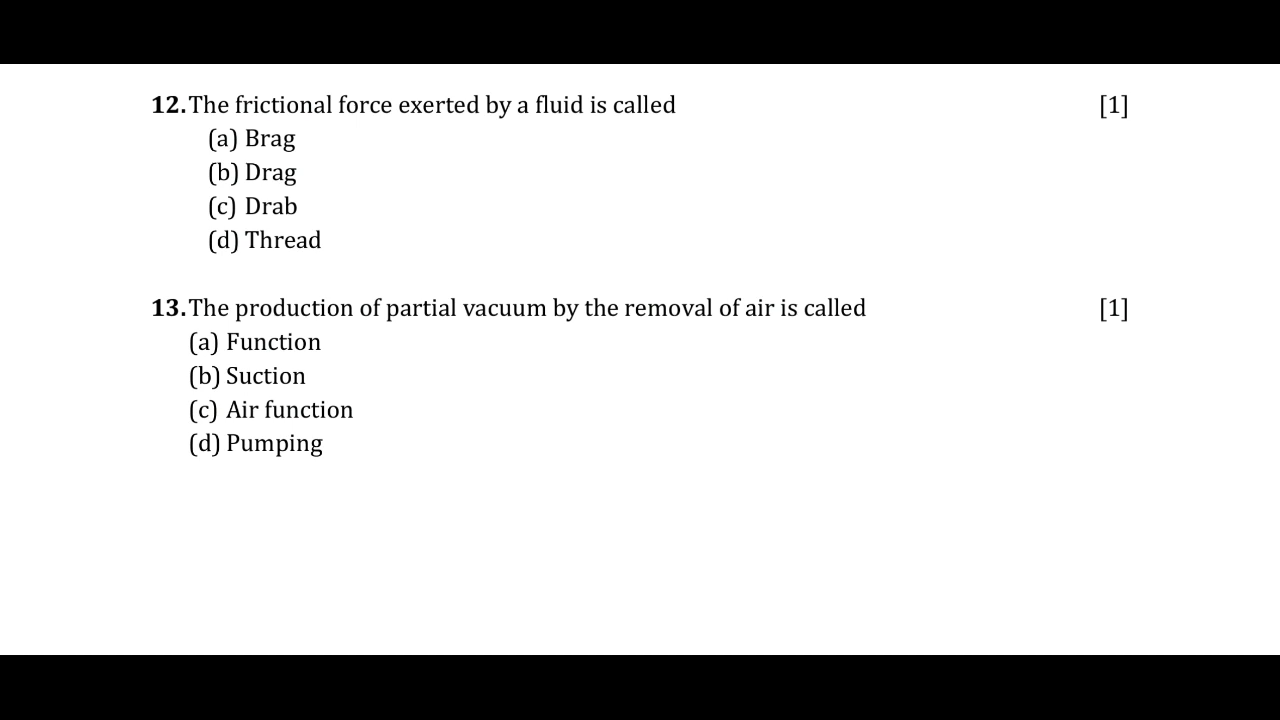 12. The frictional force exerted by a fluid is called [1]
(a) Brag
(b) Drag
(c) Drab
(d) Thread
13. The production of partial vacuum by the removal of air is called [1]
(a) Function
(b) Suction
(c) Air function
(d) Pumping